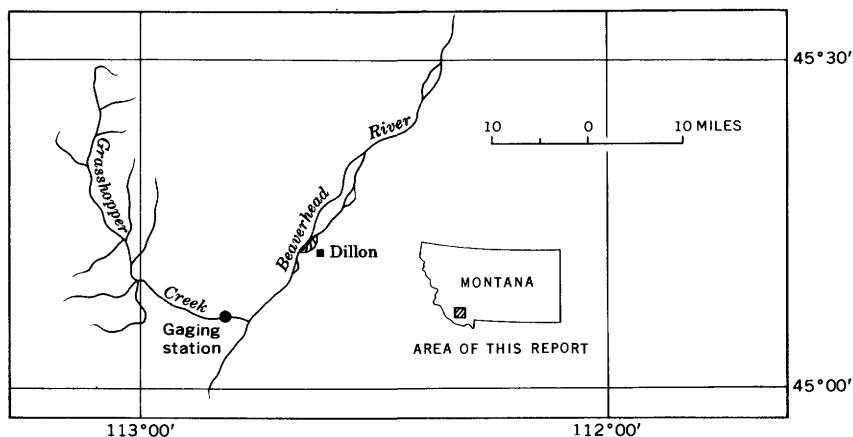 45°30′
10 0 10 MILES
River
Grasshopper
Beaverhead
Dillon
MONTANA
Creek
Gaging
station
AREA OF THIS REPORT
45°00′
113°00′
112°00′